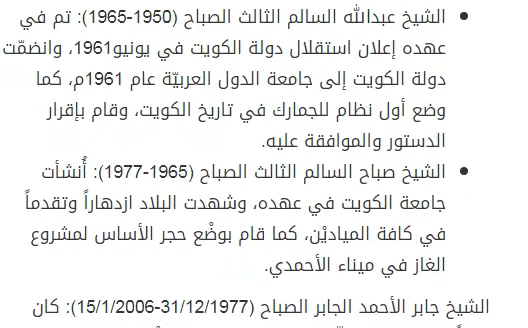 الشيخ عبدالله السالم الثالث الصباح (1950-1965): تم في
عهده إعلان استقلال دولة الكويت في يونيو1961، وانضمّت
دولة الكويت إلى جامعة الدول العربيّة عام 1961م، كما
وضع أول نظام للجمارك في تاريخ الكويت، وقام بإقرار
الدستور والموافقة عليه.
الشيخ صباح السالم الثالث الصباح (1965-1977): أُنشأت
جامعة الكويت في عهده، وشهدت البلاد ازدهاراً وتقدماً
في كافة الميادیْن، كما قام بوضْع حجر الأساس لمشروع
الغاز في ميناء الأحمدي.
الشيخ جابر الأحمد الجابر الصباح (31/12/1977-15/1/2006): كان